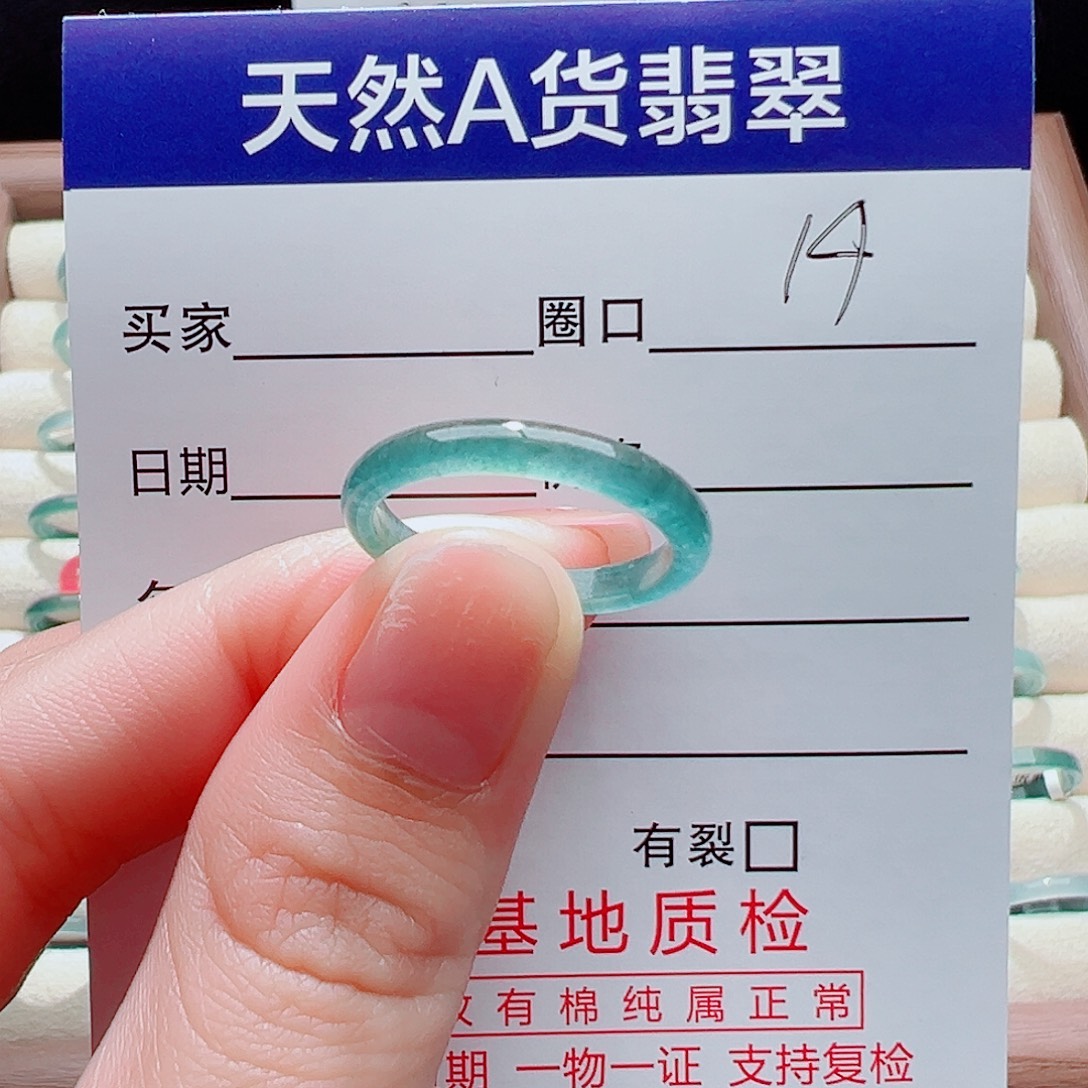 天然A货翡翠
买家 圈口 14
日期
有裂□
基地质检
有棉纯属正常
期 一物一证 支持复检